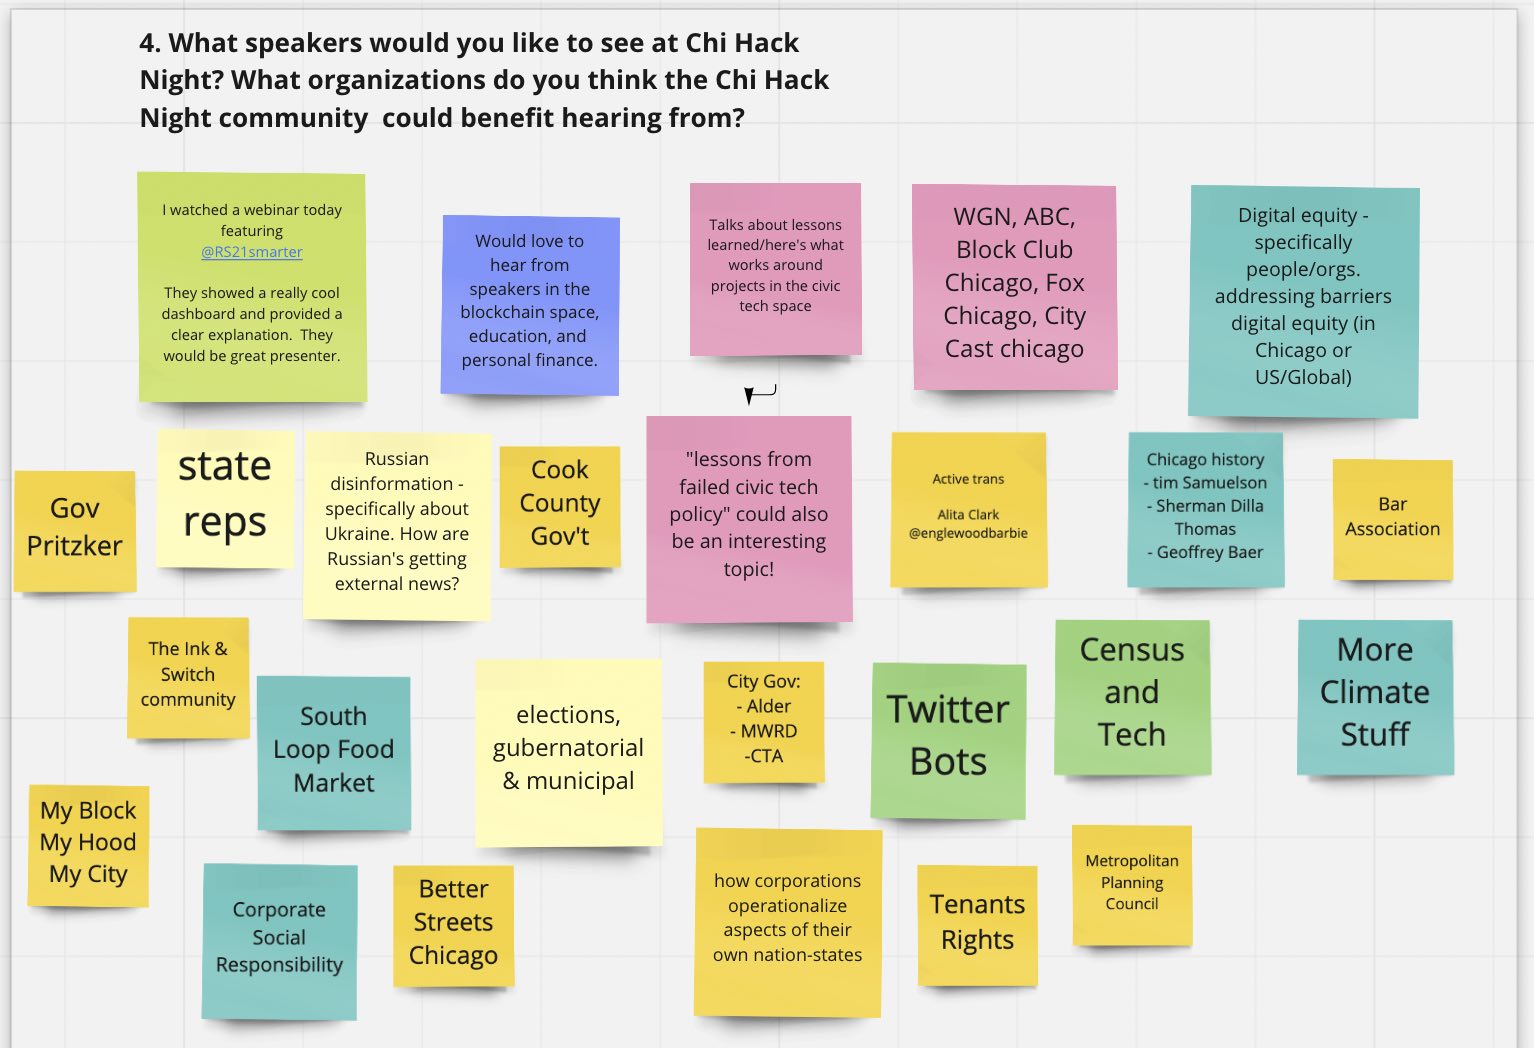 4. What speakers would you like to see at Chi Hack
Night? What organizations do you think the Chi Hack
Night community  could benefit hearing from?
I watched a webinar today
featuring
@RS21smarter
They showed a really cool
dashboard and provided a
clear explanation.  They
would be great presenter.
Would love to
hear from
speakers in the
blockchain space,
education, and
personal finance.
Talks about lessons
learned/here's what
works around
projects in the civic
tech space
WGN, ABC,
Block Club
Chicago, Fox
Chicago, City
Cast chicago
Digital equity -
specifically
people/orgs.
addressing barriers
digital equity (in
Chicago or
US/Global)
Gov
Pritzker
state
reps
Russian
disinformation -
specifically about
Ukraine. How are
Russian's getting
external news?
Cook
County
Gov't
"lessons from
failed civic tech
policy" could also
be an interesting
topic!
Active trans
Alita Clark
@englewoodbarbie
Chicago history
- tim Samuelson
- Sherman Dilla
Thomas
- Geoffrey Baer
Bar
Association
The Ink &
Switch
community
South
Loop Food
Market
elections,
gubernatorial
& municipal
City Gov:
- Alder
- MWRD
-CTA
Twitter
Bots
Census
and
Tech
More
Climate
Stuff
My Block
My Hood
My City
Corporate
Social
Responsibility
Better
Streets
Chicago
how corporations
operationalize
aspects of their
own nation-states
Tenants
Rights
Metropolitan
Planning
Council